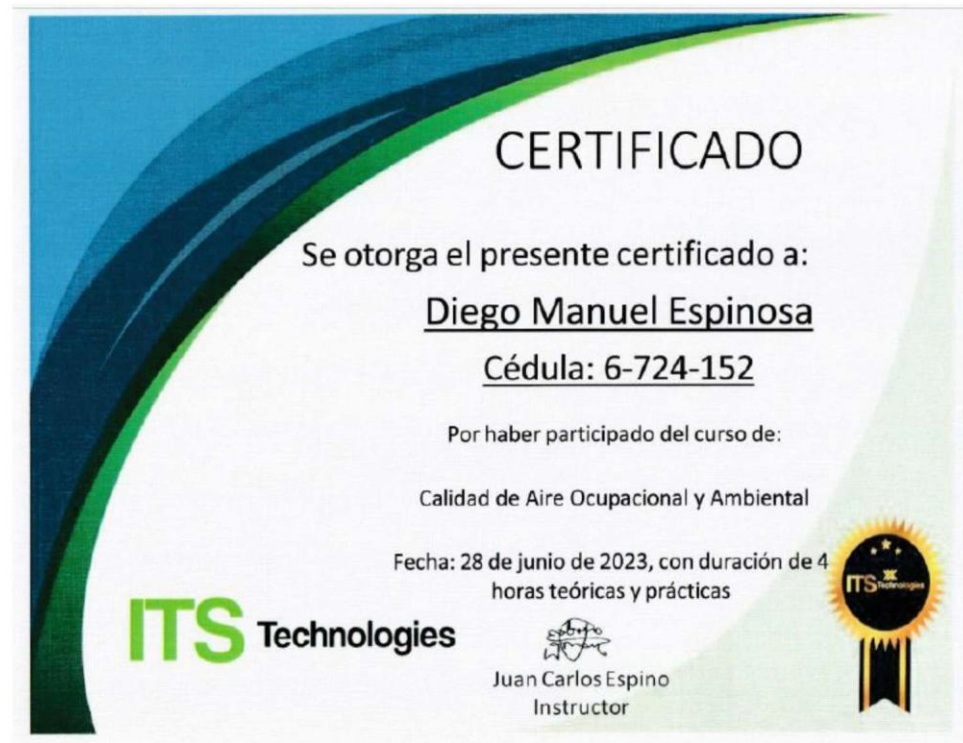 CERTIFICADO
Se otorga el presente certificado a:
Diego Manuel Espinosa
Cédula: 6-724-152
Por haber participado del curso de:
Calidad de Aire Ocupacional y Ambiental
Fecha: 28 de junio de 2023, con duración de 4
horas teóricas y prácticas
ITS Technologies
Juan Carlos Espino
Instructor
ITS Technologies